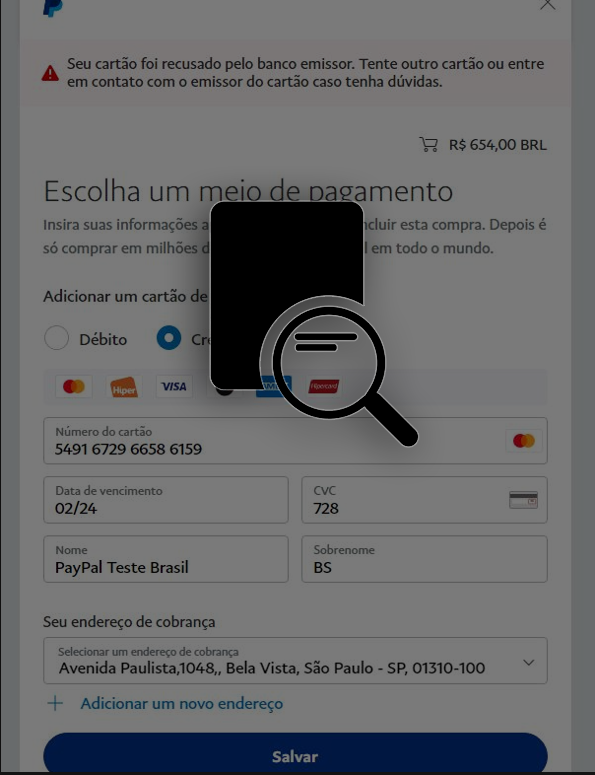 Seu cartão foi recusado pelo banco emissor. Tente outro cartão ou entre
em contato com o emissor do cartão caso tenha dúvidas.
R$ 654,00 BRL
Escolha um meio de pagamento
Insira suas informações a ncluir esta compra. Depois é
só comprar em milhões d l em todo o mundo.
Adicionar um cartão de
Débito
Cr
Hiper
VISA
Hipercard
Número do cartão
5491 6729 6658 6159
Data de vencimento
02/24
CVC
728
Nome
PayPal Teste Brasil
Sobrenome
BS
Seu endereço de cobrança
Selecionar um endereço de cobrança
Avenida Paulista,1048,, Bela Vista, São Paulo - SP, 01310-100
+ Adicionar um novo endereço
Salvar